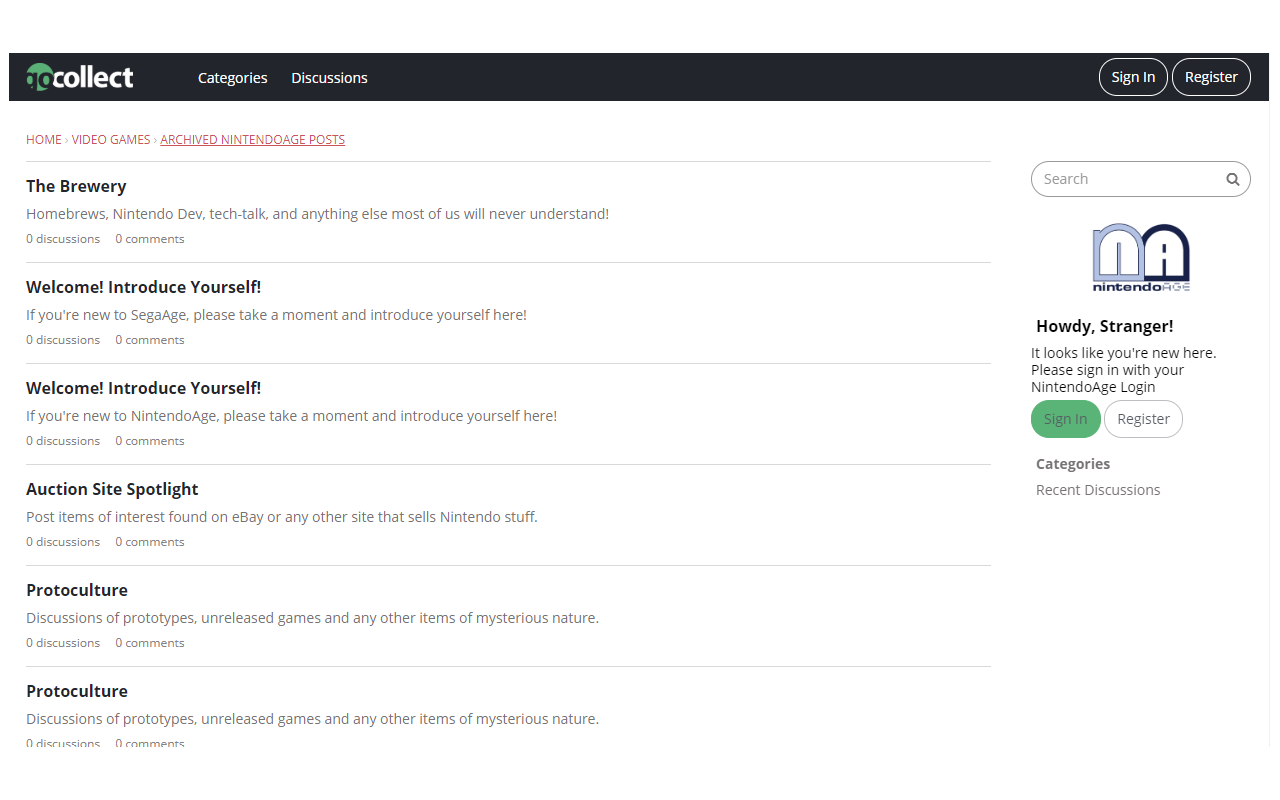 gocollect
Categories Discussions
Sign In Register
HOME › VIDEO GAMES › ARCHIVED NINTENDOAGE POSTS
The Brewery
Homebrews, Nintendo Dev, tech-talk, and anything else most of us will never understand!
0 discussions 0 comments
Welcome! Introduce Yourself!
If you're new to SegaAge, please take a moment and introduce yourself here!
0 discussions 0 comments
Welcome! Introduce Yourself!
If you're new to NintendoAge, please take a moment and introduce yourself here!
0 discussions 0 comments
Auction Site Spotlight
Post items of interest found on eBay or any other site that sells Nintendo stuff.
0 discussions 0 comments
Protoculture
Discussions of prototypes, unreleased games and any other items of mysterious nature.
0 discussions 0 comments
Protoculture
Discussions of prototypes, unreleased games and any other items of mysterious nature.
0 discussions 0 comments
Search
nA
nintendoAGE
Howdy, Stranger!
It looks like you're new here.
Please sign in with your
NintendoAge Login
Sign In Register
Categories
Recent Discussions